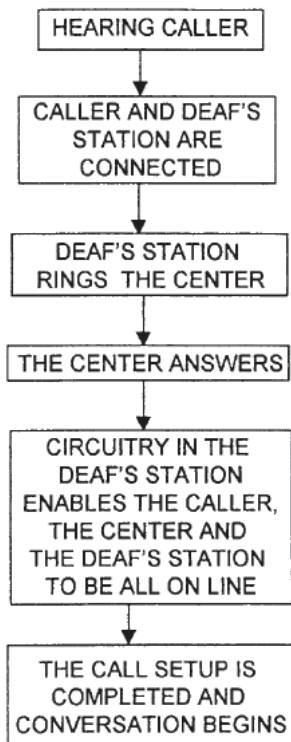 HEARING CALLER
CALLER AND DEAF'S
STATION ARE
CONNECTED
DEAF'S STATION
RINGS THE CENTER
THE CENTER ANSWERS
CIRCUITRY IN THE
DEAF'S STATION
ENABLES THE CALLER,
THE CENTER AND
THE DEAF'S STATION
TO BE ALL ON LINE
THE CALL SETUP IS
COMPLETED AND
CONVERSATION BEGINS